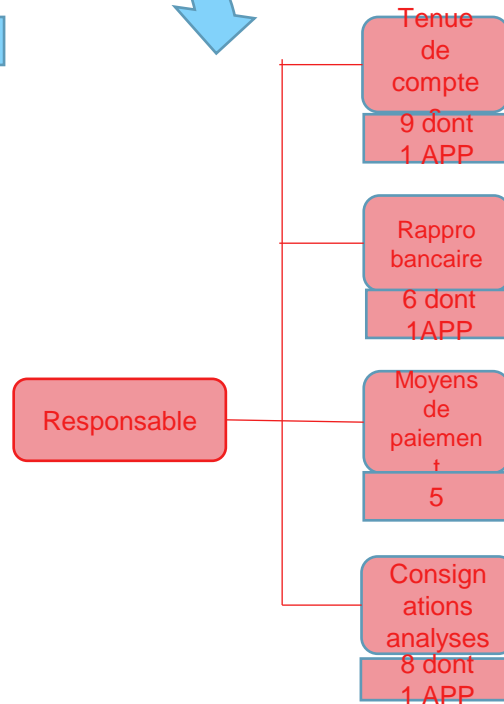 Tenue
de
compte
s
9 dont
1 APP
Rappro
bancaire
6 dont
1APP
Responsable
Moyens
de
paiemen
t
5
Consign
ations
analyses
8 dont
1 APP